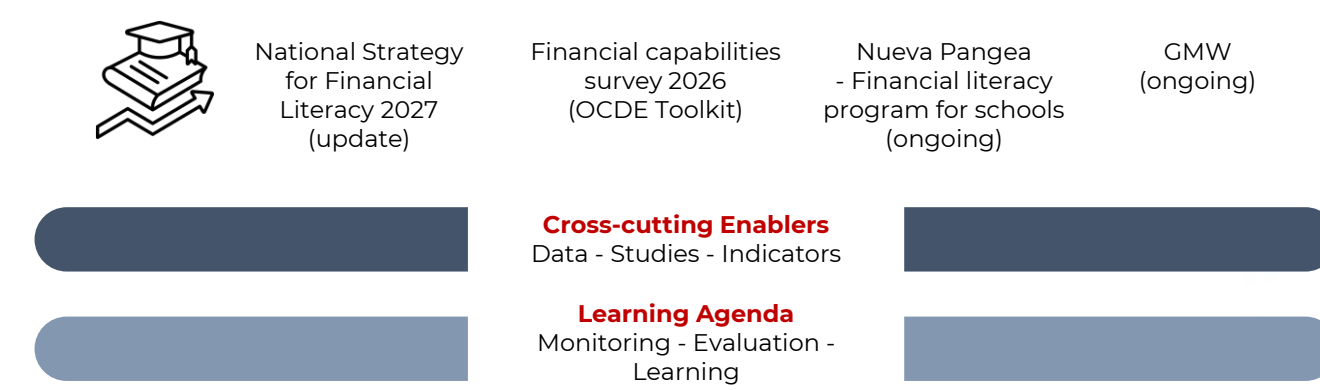 National Strategy
for Financial
Literacy 2027
(update)
Financial capabilities
survey 2026
(OCDE Toolkit)
Nueva Pangea
- Financial literacy
program for schools
(ongoing)
GMW
(ongoing)
Cross-cutting Enablers
Data - Studies - Indicators
Learning Agenda
Monitoring - Evaluation -
Learning